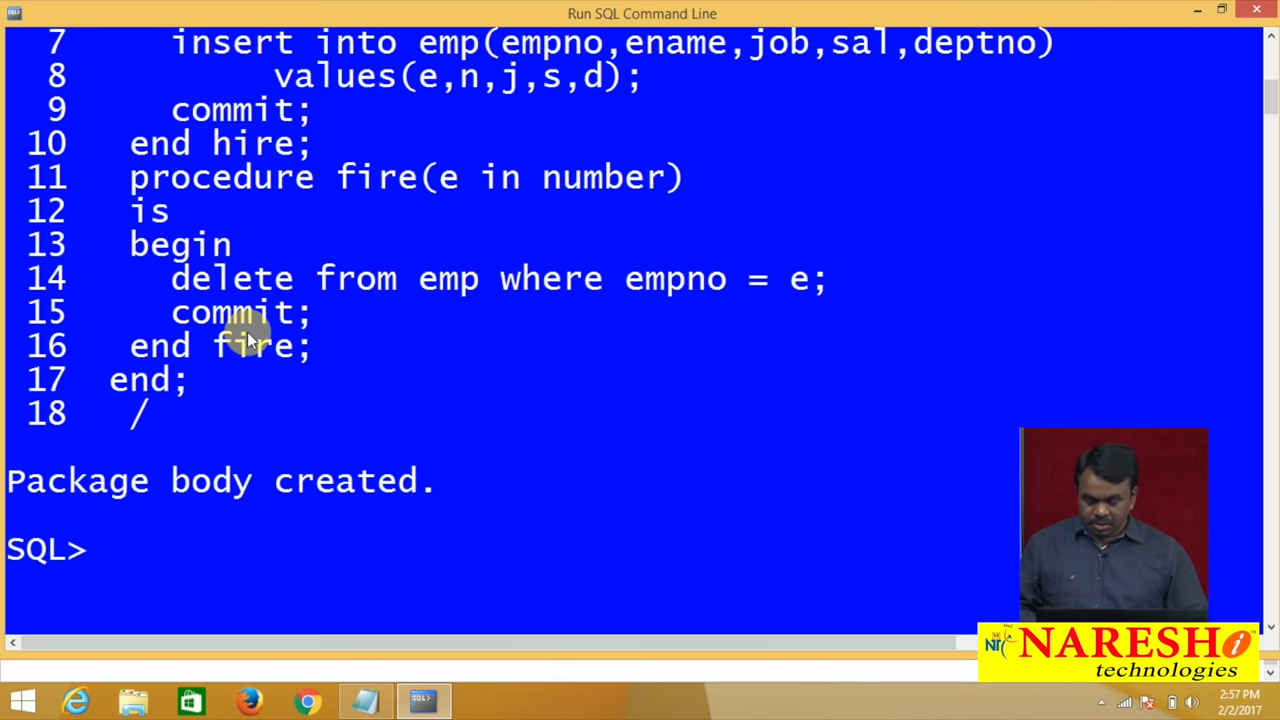 Run SQL Command Line
7 insert into emp(empno,ename,job,sal,deptno)
8 values(e,n,j,s,d);
9 commit;
10 end hire;
11 procedure fire(e in number)
12 is
13 begin
14 delete from emp where empno = e;
15 commit;
16 end fire;
17 end;
18 /
Package body created.
SQL>
NARESH i
technologies
2:57 PM
2/2/2017